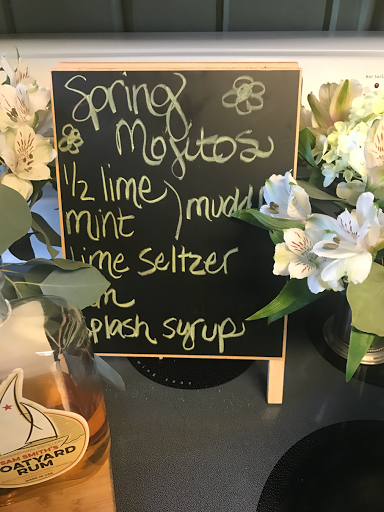 Spring
Mojitos
1/2 lime
mint
) mudd
lime seltzer
splash syrup
SAM SMITH'S
BOATYARD
RUM